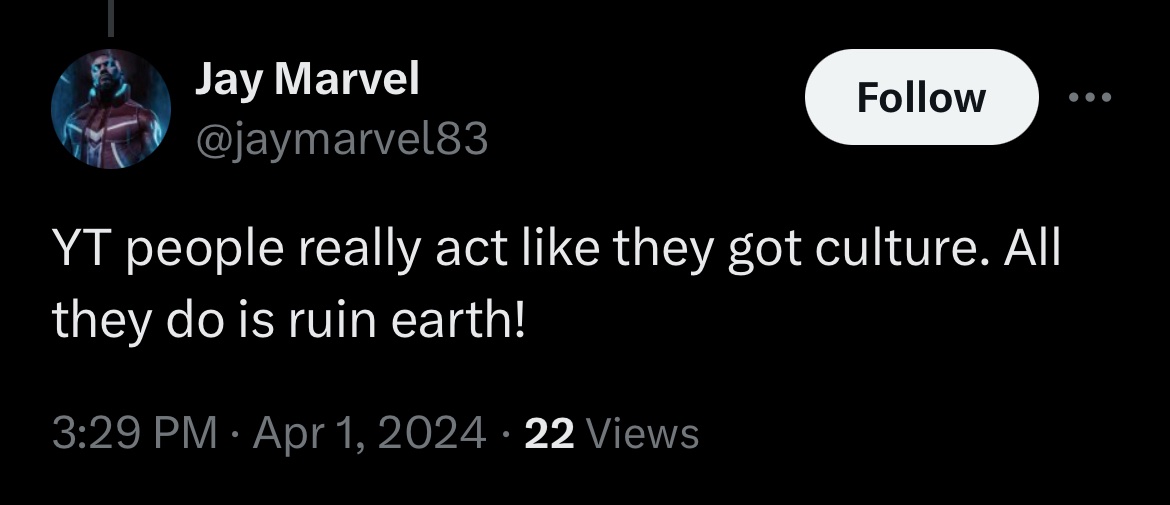 Jay Marvel
@jaymarvel83
Follow
YT people really act like they got culture. All
they do is ruin earth!
3:29 PM · Apr 1, 2024 · 22 Views